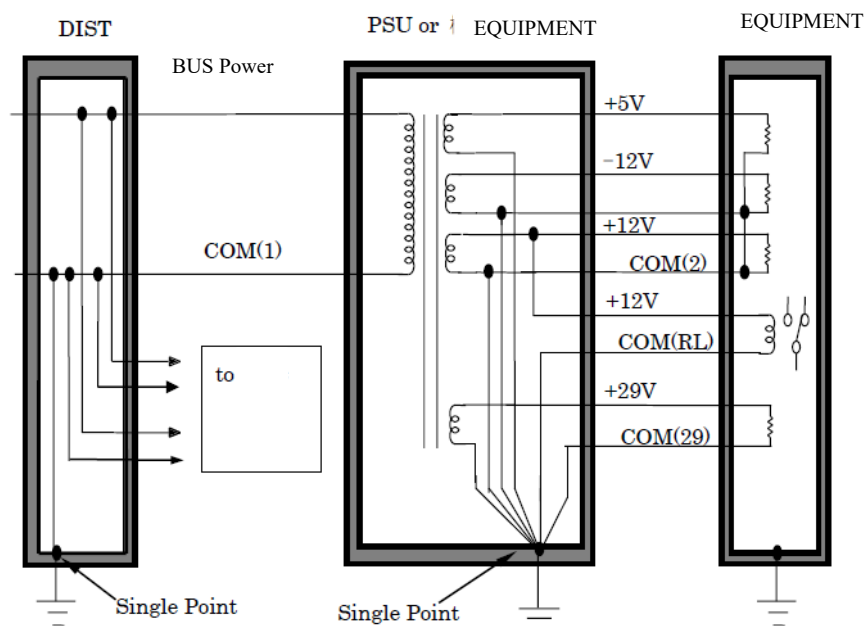 DIST
PSU or
EQUIPMENT
EQUIPMENT
BUS Power
+5V
-12V
+12V
COM(1)
COM(2)
+12V
COM(RL)
to
+29V
COM(29)
Single Point
Single Point